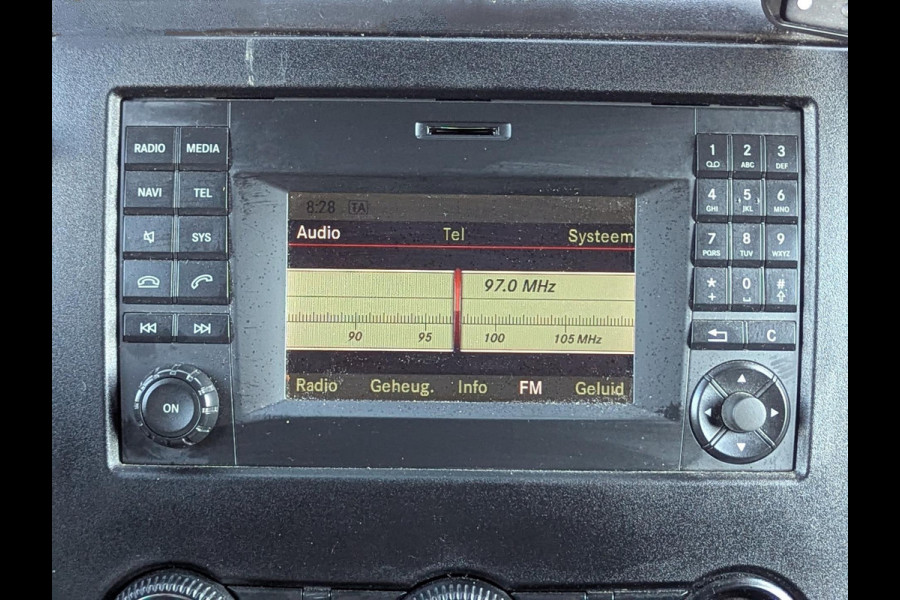 RADIO MEDIA
NAVI TEL
SYS
ON
8:28 TA
Audio Tel Systeem
97.0 MHz
90 95 100 105 MHz
Radio Geheug. Info FM Geluid
1 2 ABC 3 DEF
4 GHI 5 JKL 6 MNO
7 PQRS 8 TUV 9 WXYZ
* + 0 #
C